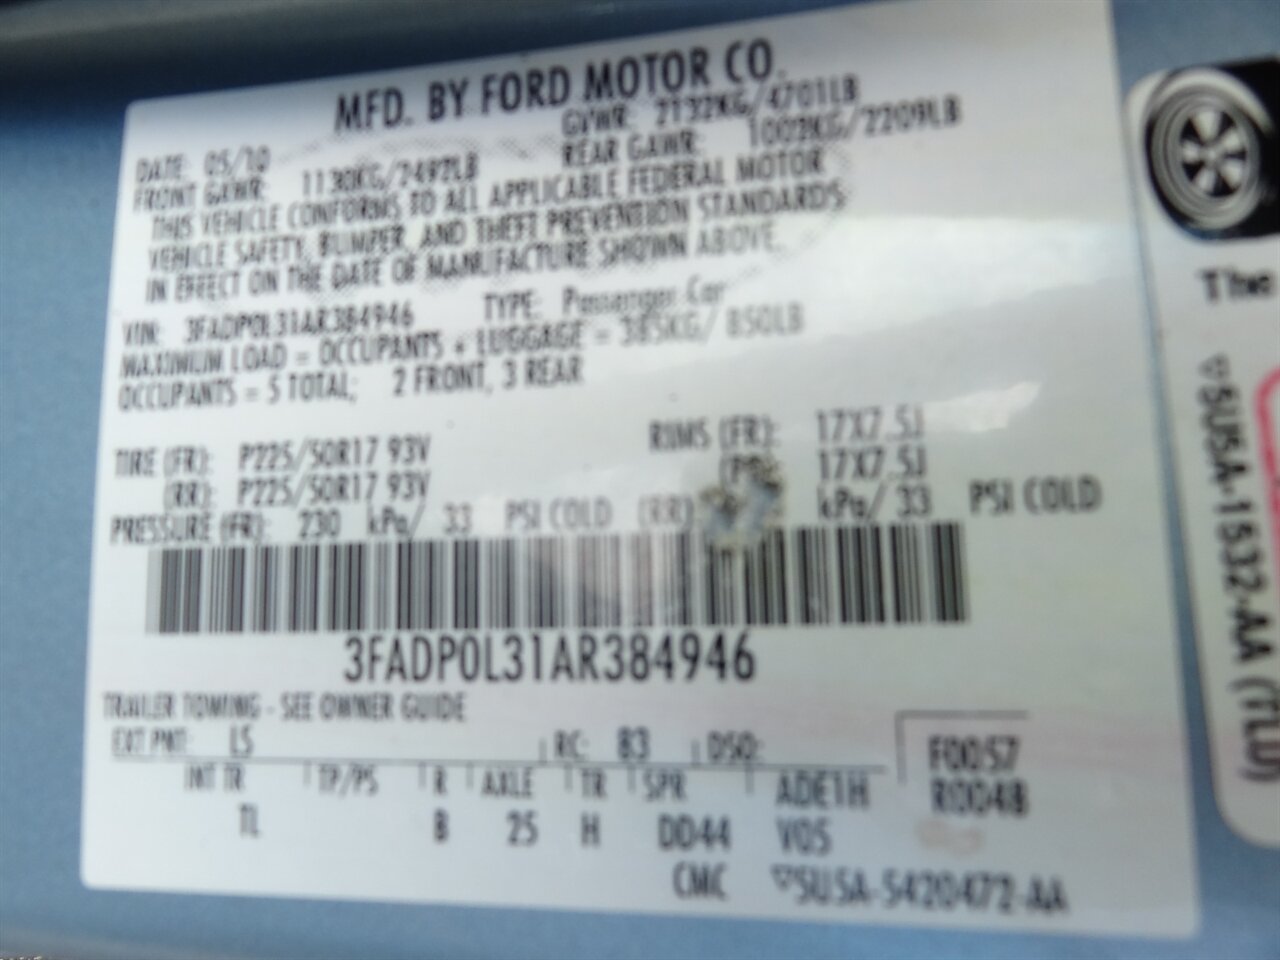 MFD. BY FORD MOTOR CO.
DATE: 05/10 GVWR: 2132KG/4701LB
FRONT GAWR: 1130KG/2492LB REAR GAWR: 1002KG/2209LB
THIS VEHICLE CONFORMS TO ALL APPLICABLE FEDERAL MOTOR
VEHICLE SAFETY, BUMPER, AND THEFT PREVENTION STANDARDS
IN EFFECT ON THE DATE OF MANUFACTURE SHOWN ABOVE.
VIN: 3FADP0L31AR384946 TYPE: Passenger Car
MAXIMUM LOAD = OCCUPANTS + LUGGAGE = 385KG/ 850LB
OCCUPANTS = 5 TOTAL; 2 FRONT, 3 REAR
TIRE (FR): P225/50R17 93V RIMS (FR): 17X7.5J
(RR): P225/50R17 93V 17X7.5J
PRESSURE (FR): 230 kPa/ 33 PSI COLD (RR) kPa/ 33 PSI COLD
3FADP0L31AR384946
TRAILER TOWING - SEE OWNER GUIDE
EXT PNT: LS RC: 83 DSO: F0057
INT TR TP/PS R AXLE TR SPR ADE1H R0048
TL B 25 H DD44 V05
CMC ▽5U5A-5420472-AA
The
▽5U5A-1532-AA (TLD)